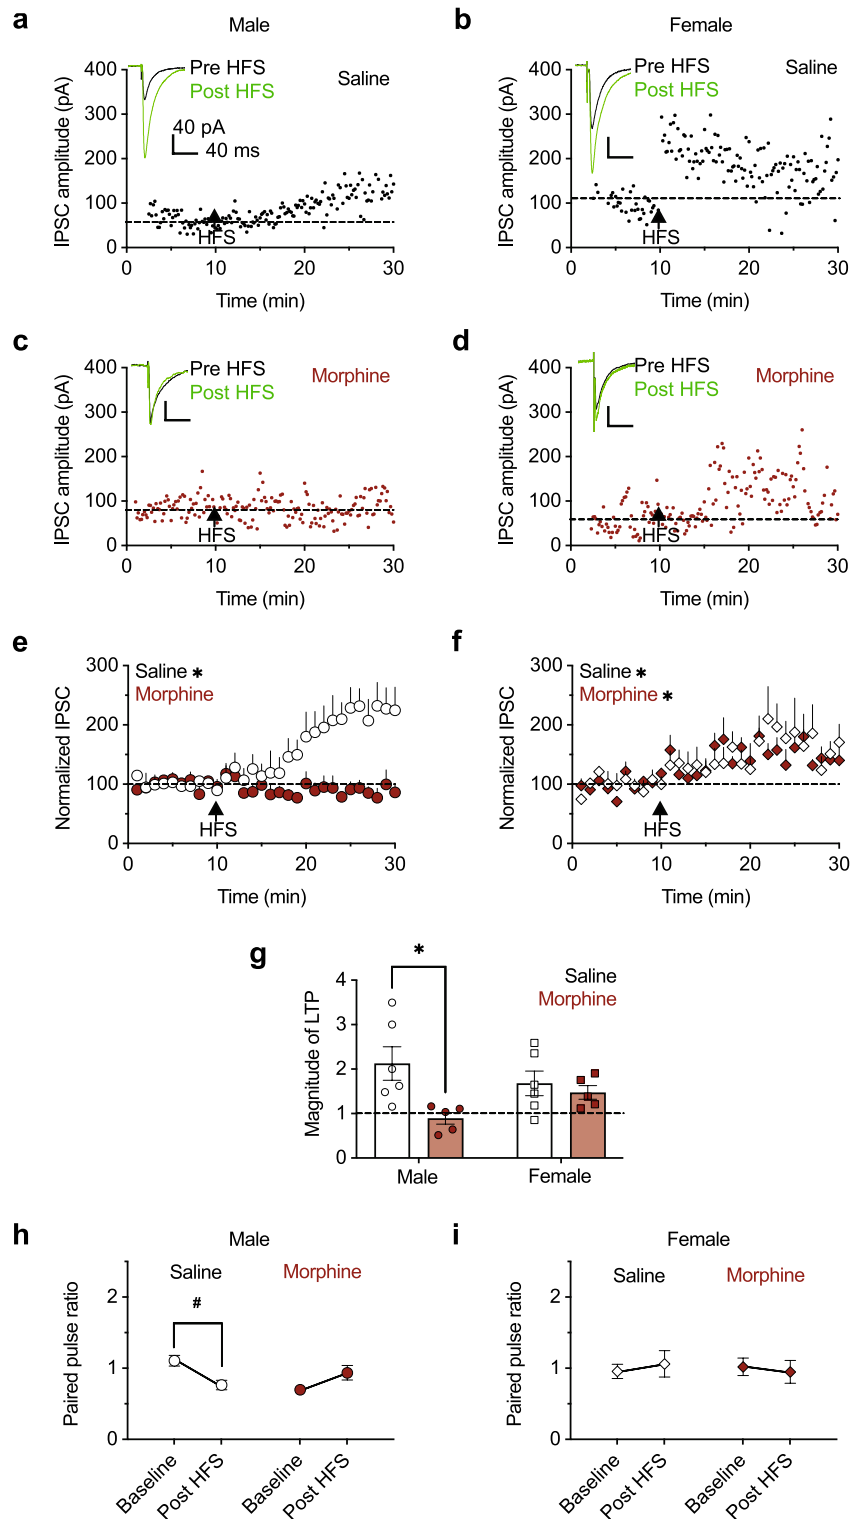 a
Male
IPSC amplitude (pA)
400
300
200
100
0
Pre HFS
Post HFS
Saline
40 pA
40 ms
HFS
0
10
20
30
Time (min)
b
Female
IPSC amplitude (pA)
400
300
200
100
0
Pre HFS
Post HFS
Saline
HFS
0
10
20
30
Time (min)
c
IPSC amplitude (pA)
400
300
200
100
0
Pre HFS
Post HFS
Morphine
HFS
0
10
20
30
Time (min)
d
IPSC amplitude (pA)
400
300
200
100
0
Pre HFS
Post HFS
Morphine
HFS
0
10
20
30
Time (min)
e
Normalized IPSC
300
200
100
0
Saline *
Morphine
HFS
0
10
20
30
Time (min)
f
Normalized IPSC
300
200
100
0
Saline *
Morphine *
HFS
0
10
20
30
Time (min)
g
Magnitude of LTP
4
3
2
1
0
*
Saline
Morphine
Male
Female
h
Male
Paired pulse ratio
2
1
0
Saline
Morphine
#
Baseline
Post HFS
Baseline
Post HFS
i
Female
Paired pulse ratio
2
1
0
Saline
Morphine
Baseline
Post HFS
Baseline
Post HFS